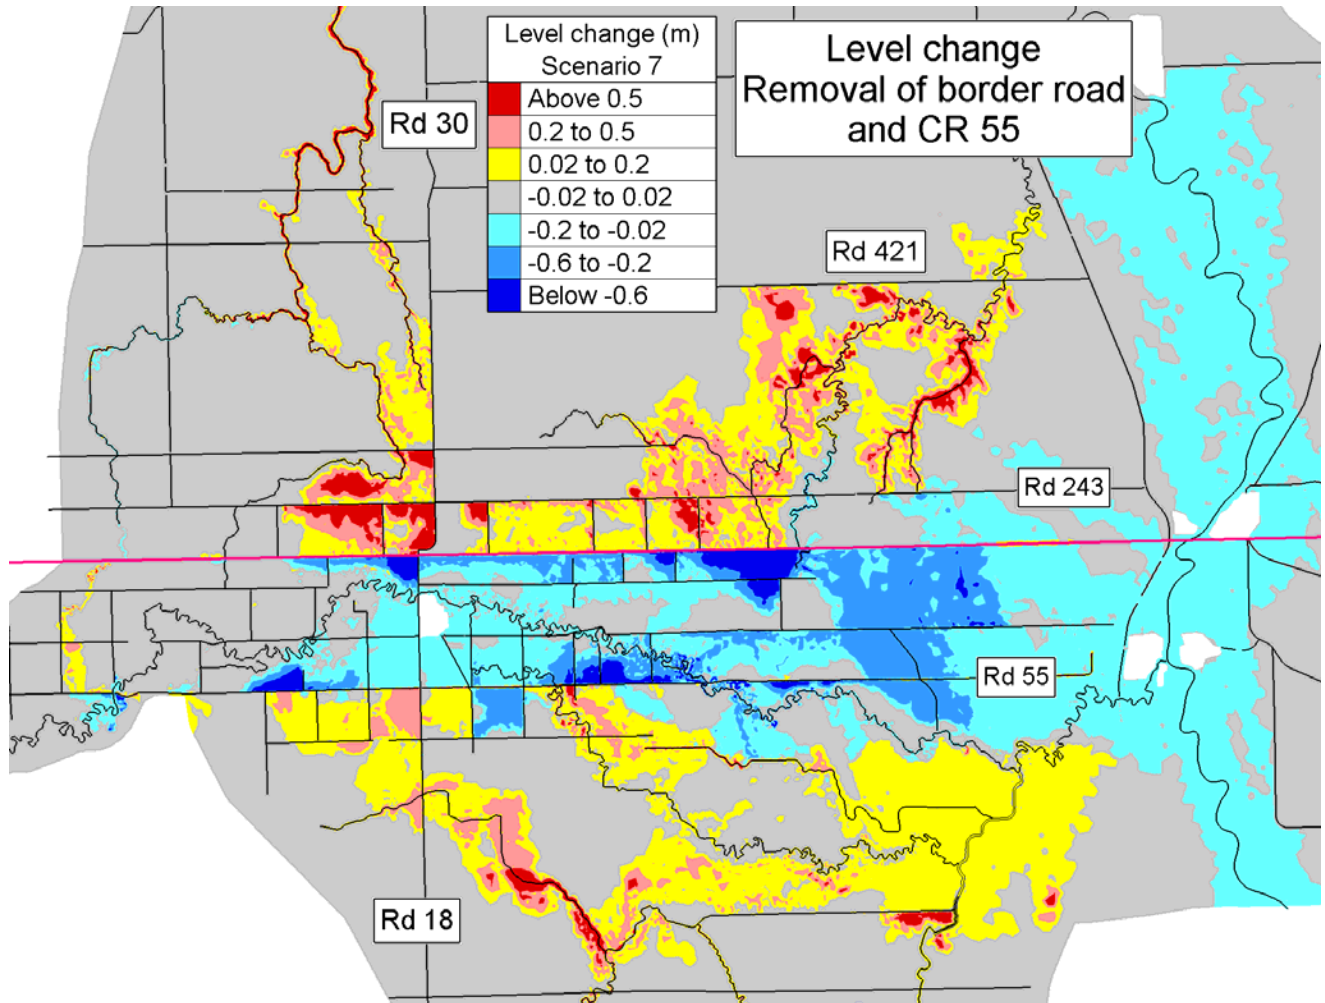 Level change (m)
Scenario 7
Above 0.5
0.2 to 0.5
0.02 to 0.2
-0.02 to 0.02
-0.2 to -0.02
-0.6 to -0.2
Below -0.6
Level change
Removal of border road
and CR 55
Rd 30
Rd 421
Rd 243
Rd 55
Rd 18